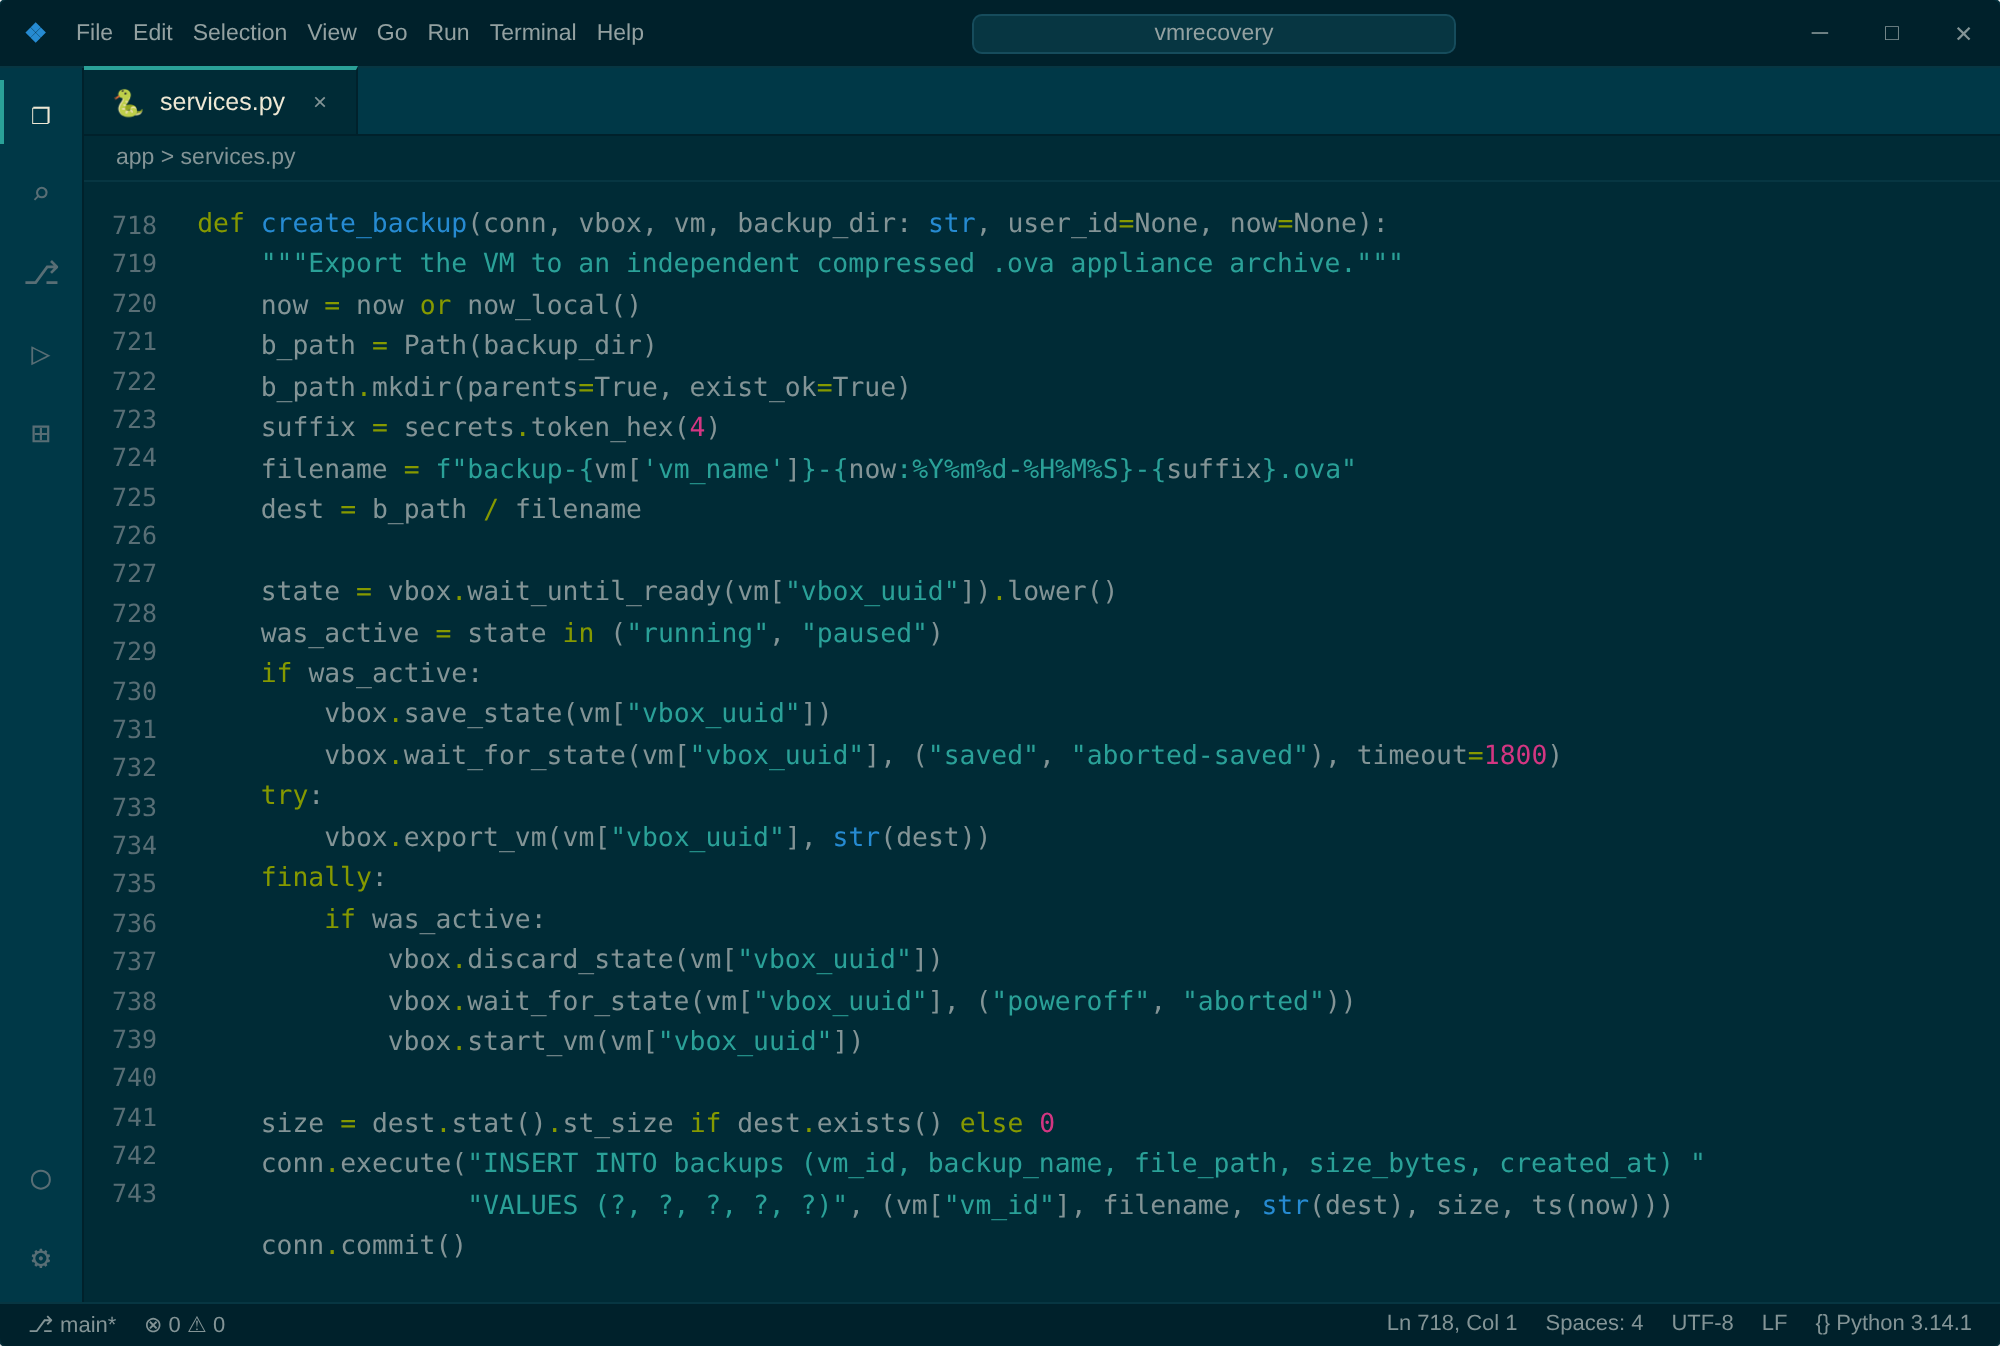 File Edit Selection View Go Run Terminal Help vmrecovery
services.py
app > services.py
718 def create_backup(conn, vbox, vm, backup_dir: str, user_id=None, now=None):
719     """Export the VM to an independent compressed .ova appliance archive."""
720     now = now or now_local()
721     b_path = Path(backup_dir)
722     b_path.mkdir(parents=True, exist_ok=True)
723     suffix = secrets.token_hex(4)
724     filename = f"backup-{vm['vm_name']}-{now:%Y%m%d-%H%M%S}-{suffix}.ova"
725     dest = b_path / filename
726
727     state = vbox.wait_until_ready(vm["vbox_uuid"]).lower()
728     was_active = state in ("running", "paused")
729     if was_active:
730         vbox.save_state(vm["vbox_uuid"])
731         vbox.wait_for_state(vm["vbox_uuid"], ("saved", "aborted-saved"), timeout=1800)
732     try:
733         vbox.export_vm(vm["vbox_uuid"], str(dest))
734     finally:
735         if was_active:
736             vbox.discard_state(vm["vbox_uuid"])
737             vbox.wait_for_state(vm["vbox_uuid"], ("poweroff", "aborted"))
738             vbox.start_vm(vm["vbox_uuid"])
739
740     size = dest.stat().st_size if dest.exists() else 0
741     conn.execute("INSERT INTO backups (vm_id, backup_name, file_path, size_bytes, created_at) "
742                  "VALUES (?, ?, ?, ?, ?)", (vm["vm_id"], filename, str(dest), size, ts(now)))
743     conn.commit()
main* 0 0 Ln 718, Col 1 Spaces: 4 UTF-8 LF {} Python 3.14.1